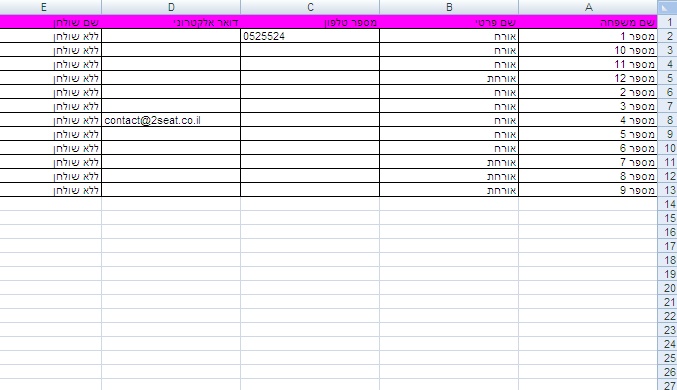 A B C D E
1 שם משפחה שם פרטי מספר טלפון דואר אלקטרוני שם שולחן
2 מספר 1 אורח 0525524 ללא שולחן
3 מספר 10 אורח ללא שולחן
4 מספר 11 אורח ללא שולחן
5 מספר 12 אורחת ללא שולחן
6 מספר 2 אורח ללא שולחן
7 מספר 3 אורח ללא שולחן
8 מספר 4 אורח contact@2seat.co.il ללא שולחן
9 מספר 5 אורח ללא שולחן
10 מספר 6 אורח ללא שולחן
11 מספר 7 אורחת ללא שולחן
12 מספר 8 אורחת ללא שולחן
13 מספר 9 אורחת ללא שולחן
14
15
16
17
18
19
20
21
22
23
24
25
26
27